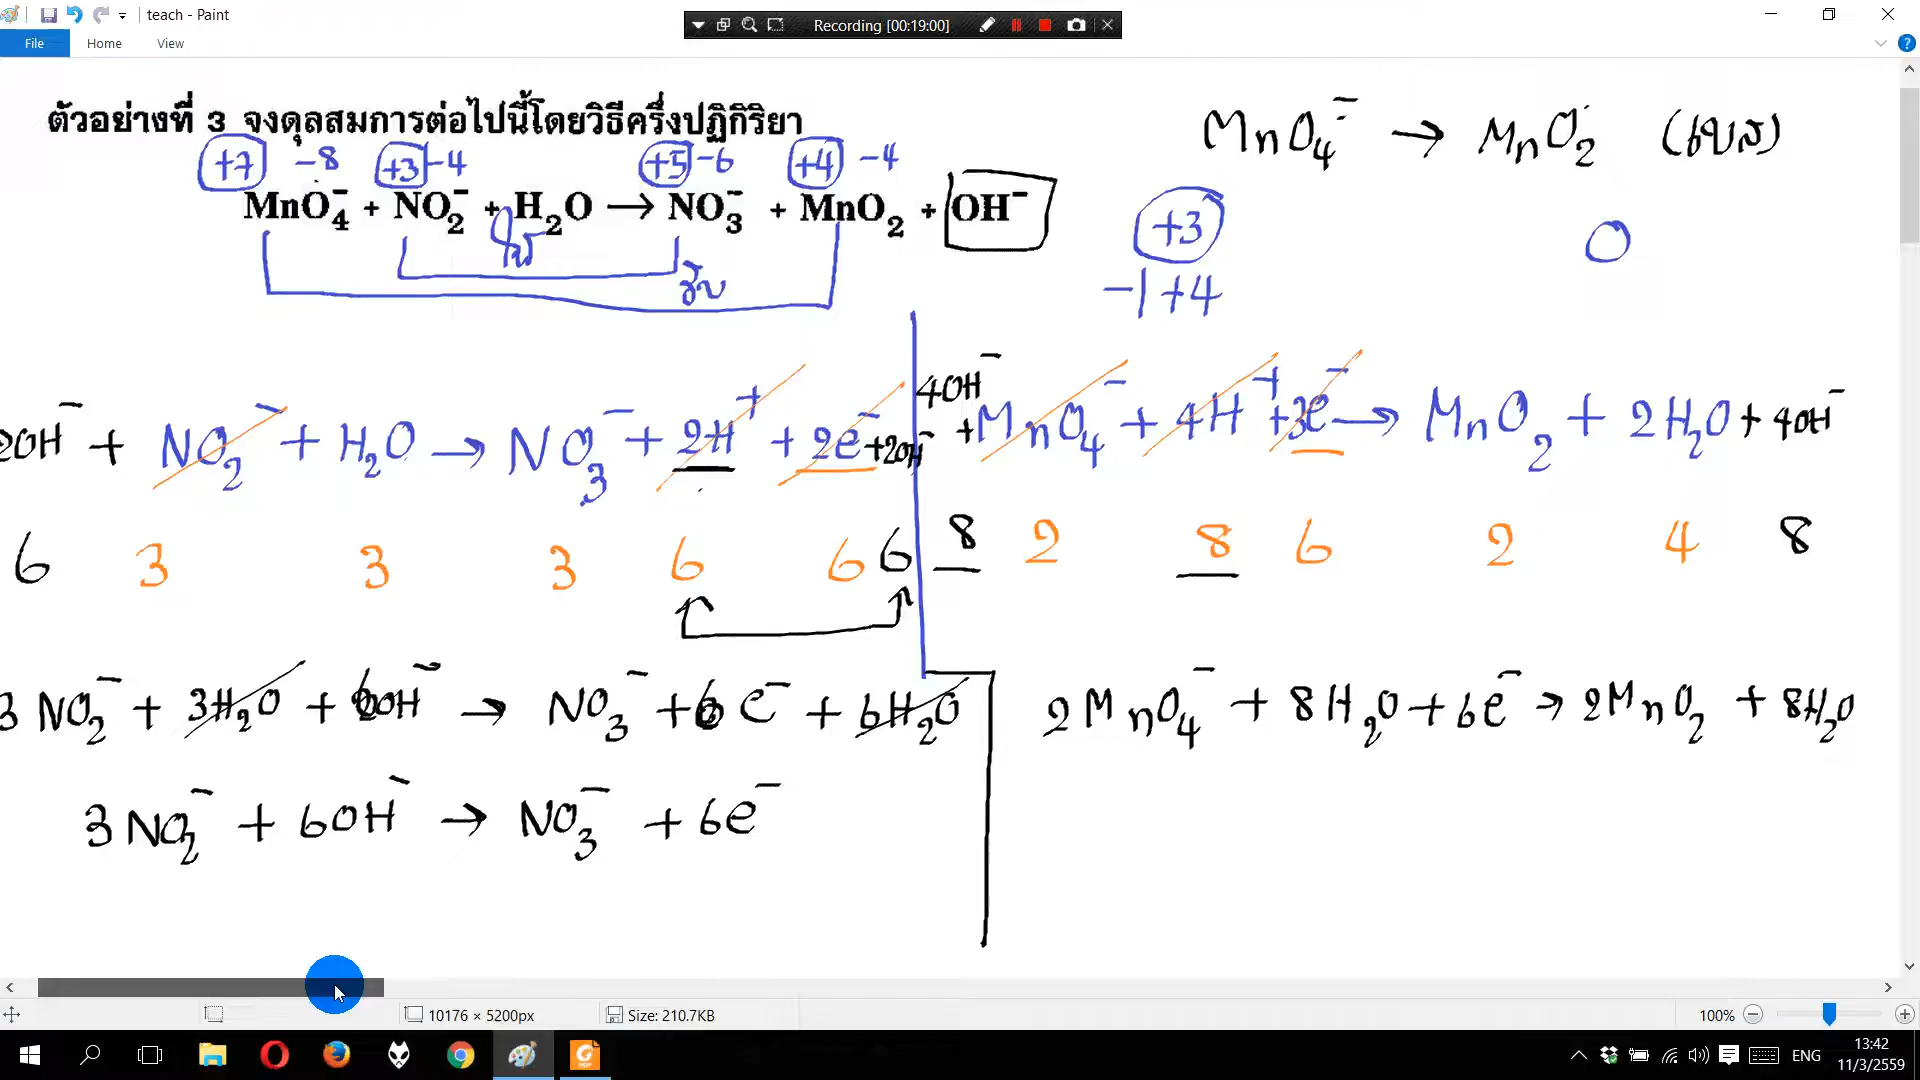 teach - Paint
Recording [00:19:00]
File Home View
ตัวอย่างที่ 3 จงดุลสมการต่อไปนี้โดยวิธีครึ่งปฏิกิริยา
MnO₄⁻ → MnO₂ (เบส)
+7 -8 +3 -4 +5 -6 +4 -4
MnO₄⁻ + NO₂⁻ + H₂O → NO₃⁻ + MnO₂ + OH⁻
+3 0
รับ
-1 +4
2OH⁻ + NO₂⁻ + H₂O → NO₃⁻ + 2H⁺ + 2e⁻ + 2OH⁻
4OH⁻ + MnO₄⁻ + 4H⁺ + 3e⁻ → MnO₂ + 2H₂O + 4OH⁻
6 3 3 3 6 6 6 8 2 8 6 2 4 8
3NO₂⁻ + 3H₂O + 6OH⁻ → NO₃⁻ + 6e⁻ + 6H₂O
2MnO₄⁻ + 8H₂O + 6e⁻ → 2MnO₂ + 8H₂O
3NO₂⁻ + 6OH⁻ → NO₃⁻ + 6e⁻
10176 × 5200px Size: 210.7KB 100%
ENG 13:42
11/3/2559